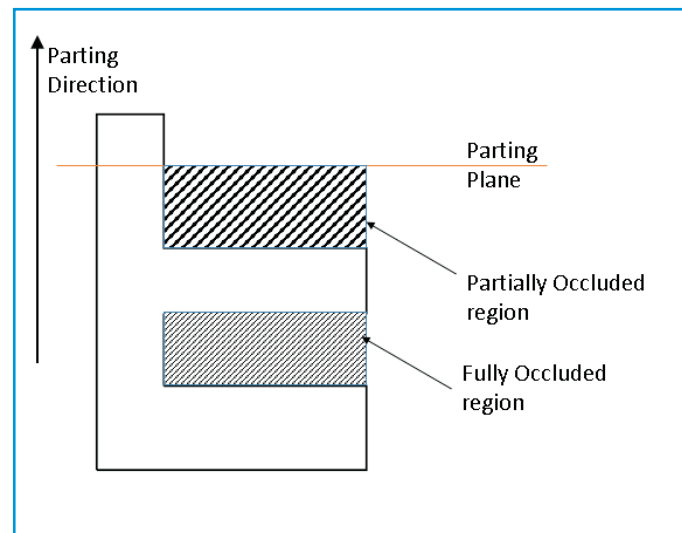 Parting
Direction
Parting
Plane
Partially Occluded
region
Fully Occluded
region